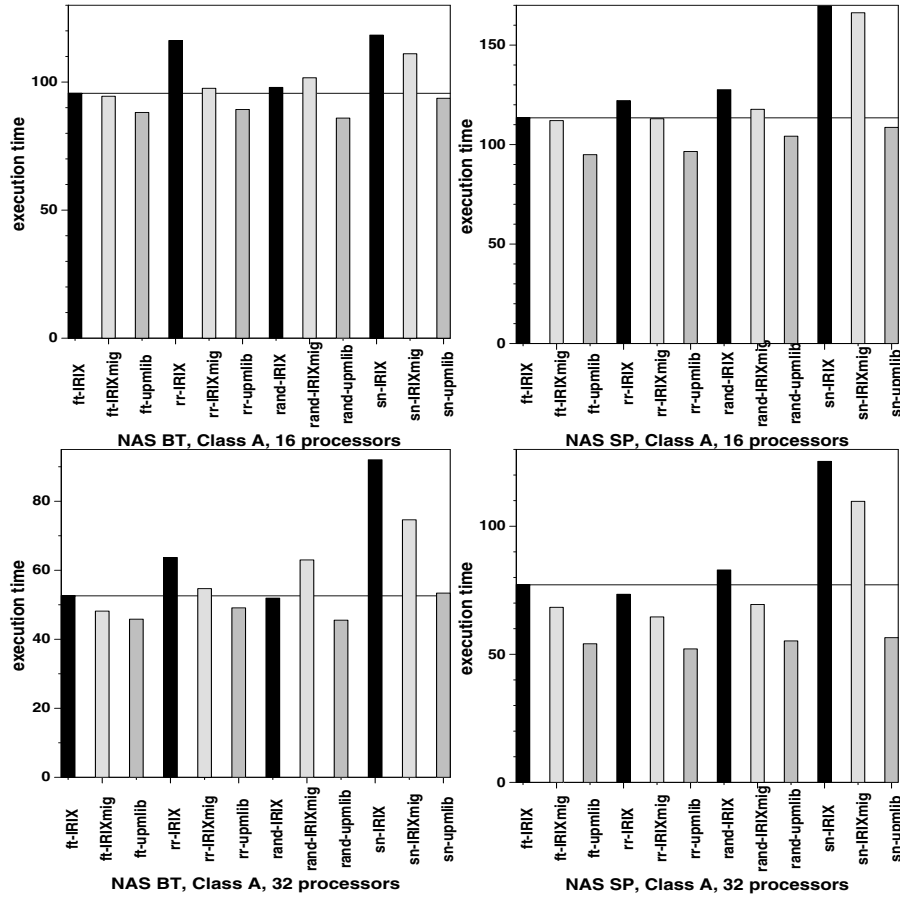 execution time
100
50
0
ft-IRIX
ft-IRIXmig
ft-upmlib
rr-IRIX
rr-IRIXmig
rr-upmlib
rand-IRIX
rand-IRIXmig
rand-upmlib
sn-IRIX
sn-IRIXmig
sn-upmlib
NAS BT, Class A, 16 processors
execution time
150
100
50
0
ft-IRIX
ft-IRIXmig
ft-upmlib
rr-IRIX
rr-IRIXmig
rr-upmlib
rand-IRIX
rand-IRIXmig
rand-upmlib
sn-IRIX
sn-IRIXmig
sn-upmlib
NAS SP, Class A, 16 processors
execution time
80
60
40
20
0
ft-IRIX
ft-IRIXmig
ft-upmlib
rr-IRIX
rr-IRIXmig
rr-upmlib
rand-IRIX
rand-IRIXmig
rand-upmlib
sn-IRIX
sn-IRIXmig
sn-upmlib
NAS BT, Class A, 32 processors
execution time
100
50
0
ft-IRIX
ft-IRIXmig
ft-upmlib
rr-IRIX
rr-IRIXmig
rr-upmlib
rand-IRIX
rand-IRIXmig
rand-upmlib
sn-IRIX
sn-IRIXmig
sn-upmlib
NAS SP, Class A, 32 processors